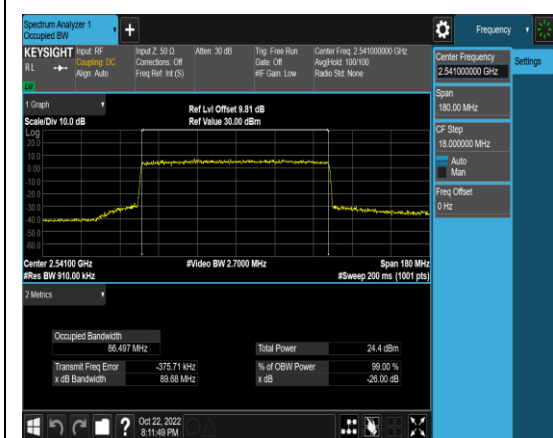 Spectrum Analyzer 1
Occupied BW
Frequency
KEYSIGHT
R L
Input: RF
Coupling: DC
Align: Auto
Input Z: 50 Ω
Corrections: Off
Freq Ref: Int (S)
Atten: 30 dB
Trig: Free Run
Gate: Off
#IF Gain: Low
Center Freq: 2.541000000 GHz
Avg|Hold: 100/100
Radio Std: None
Center Frequency
2.541000000 GHz
Settings
Span
180.00 MHz
CF Step
18.000000 MHz
Auto
Man
Freq Offset
0 Hz
1 Graph
Scale/Div 10.0 dB
Ref Lvl Offset 9.81 dB
Ref Value 30.00 dBm
Log
20.0
10.0
0.00
-10.0
-20.0
-30.0
-40.0
-50.0
-60.0
Center 2.54100 GHz
#Res BW 910.00 kHz
#Video BW 2.7000 MHz
Span 180 MHz
#Sweep 200 ms (1001 pts)
2 Metrics
Occupied Bandwidth
86.497 MHz
Total Power 24.4 dBm
Transmit Freq Error -375.71 kHz
% of OBW Power 99.00 %
x dB Bandwidth 89.68 MHz
x dB -26.00 dB
?
Oct 22, 2022
8:11:49 PM